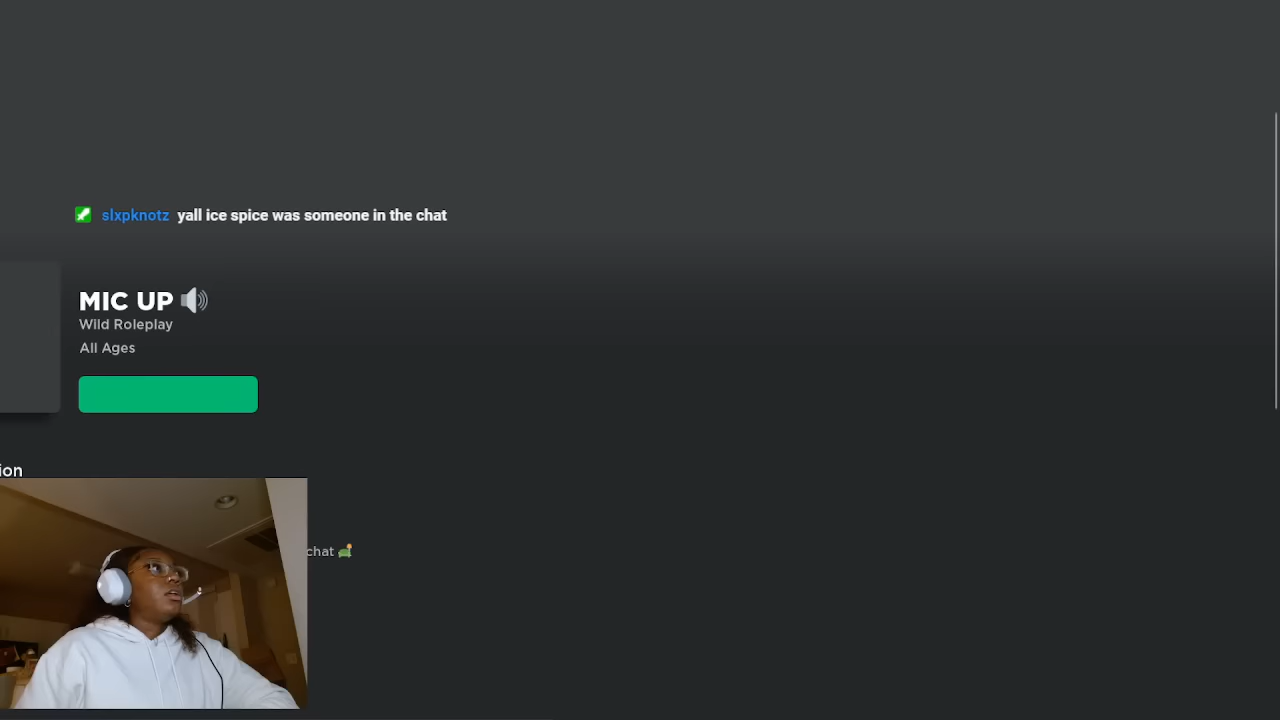 slxpknotz yall ice spice was someone in the chat
MIC UP
Wild Roleplay
All Ages
ion
chat